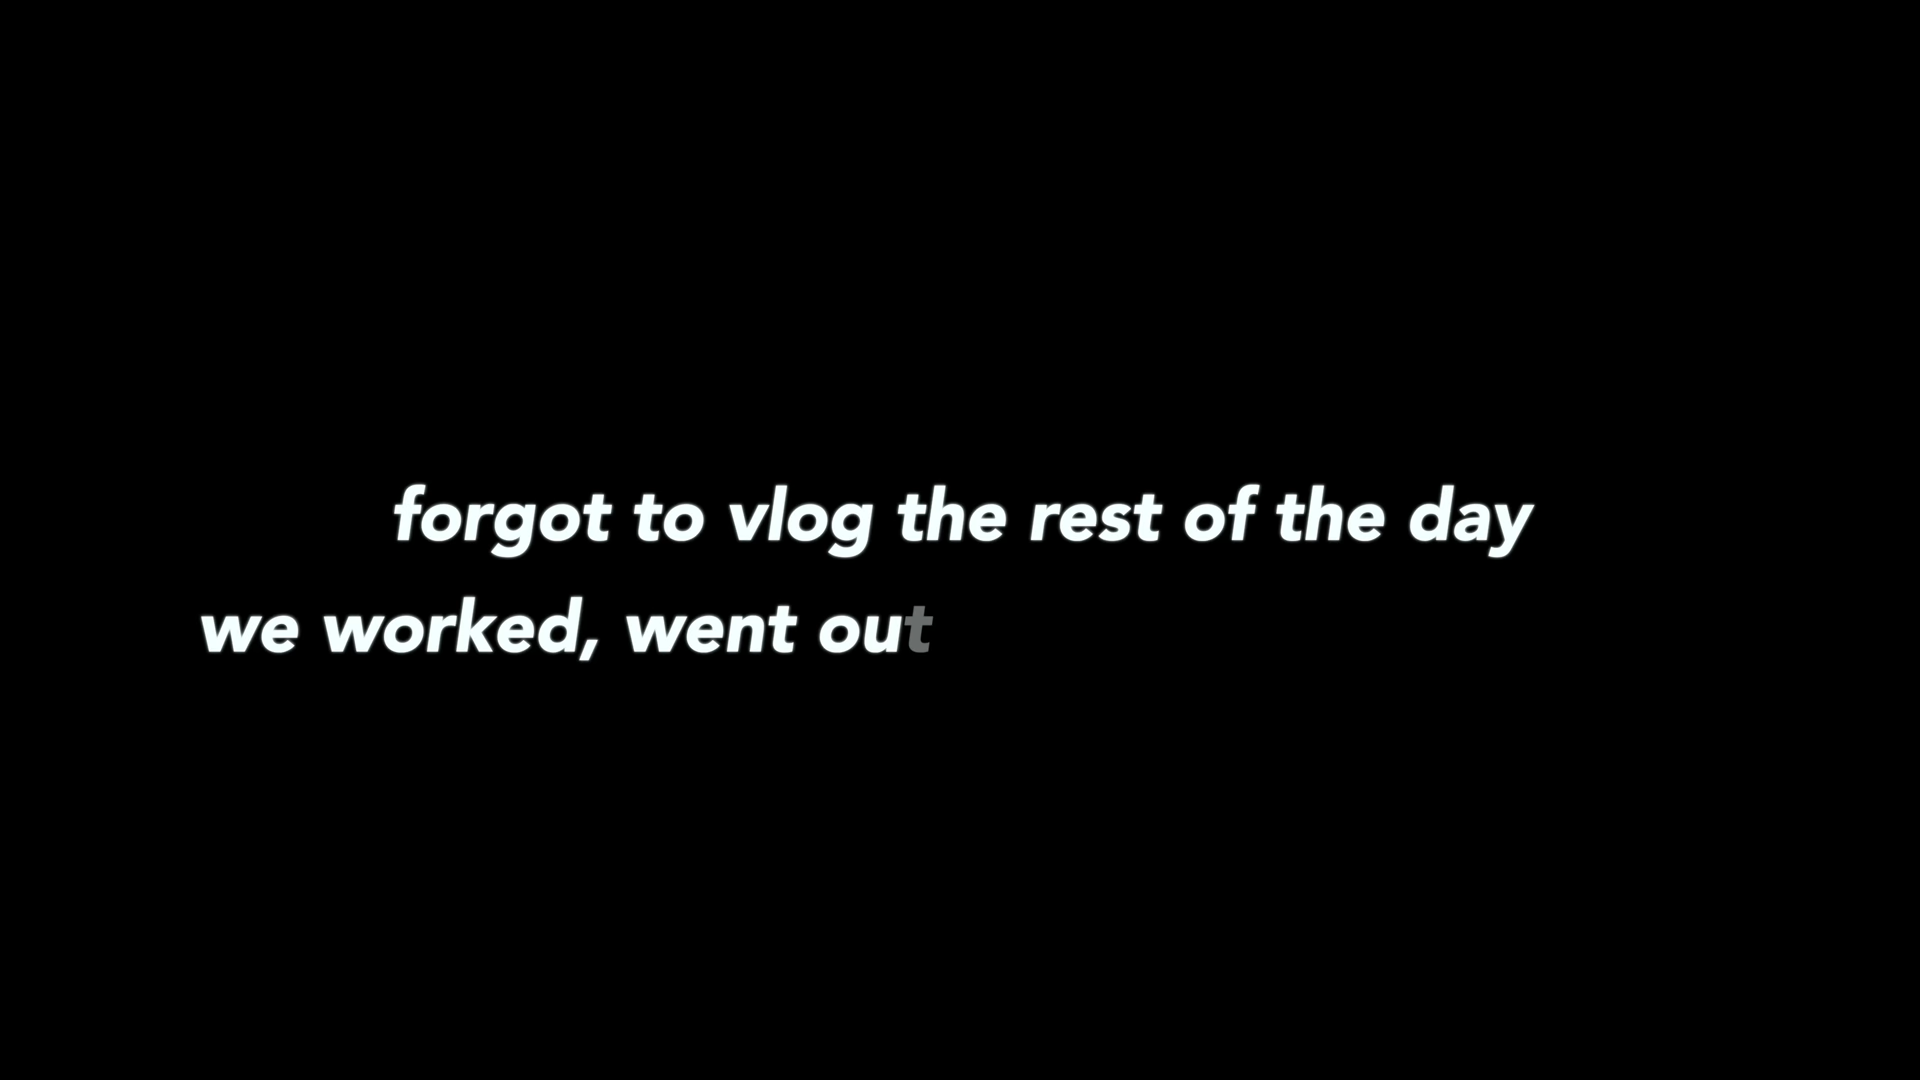 forgot to vlog the rest of the day
we worked, went out